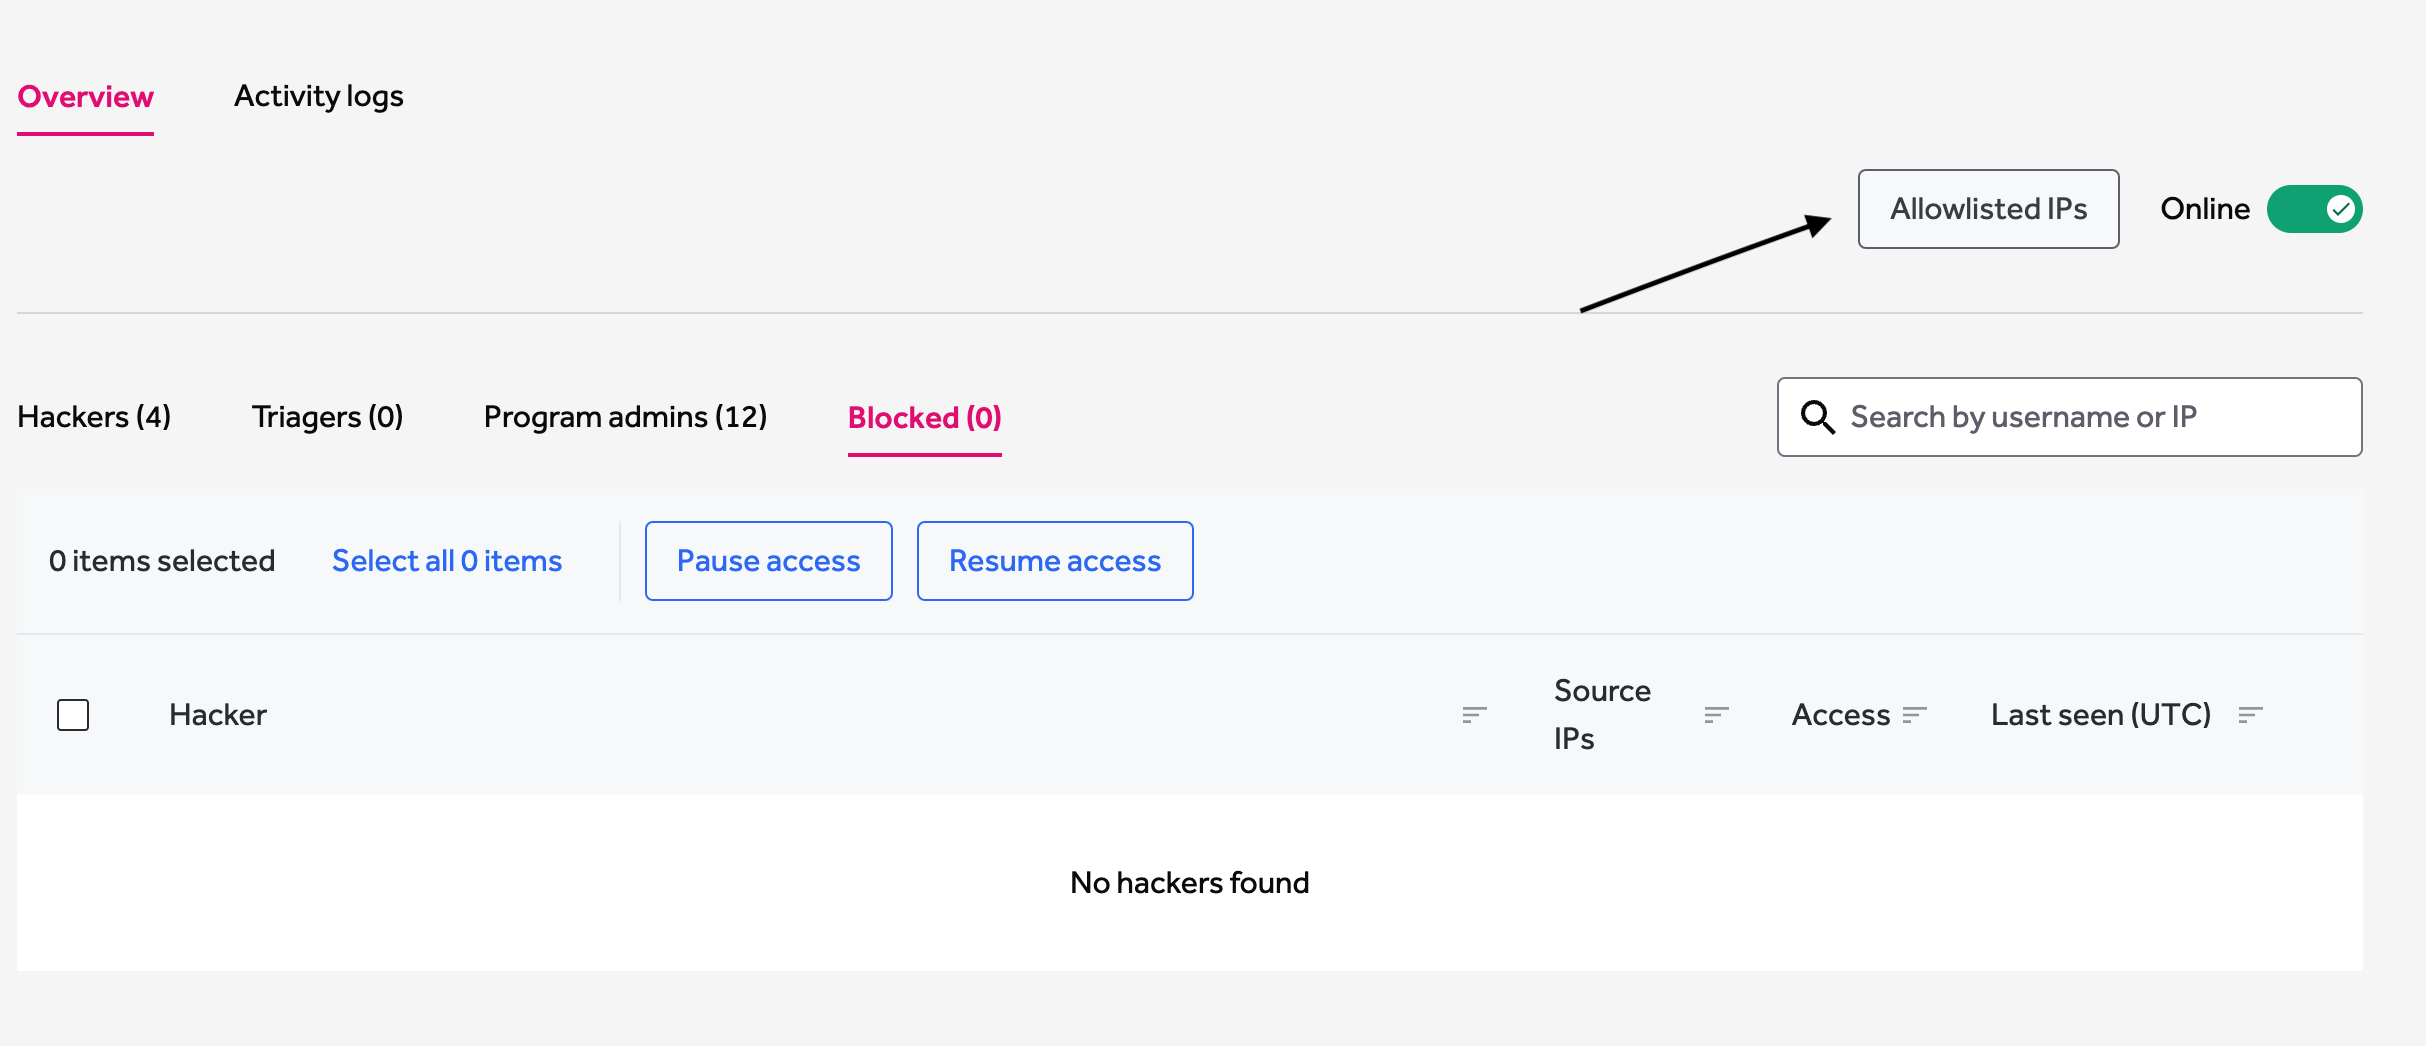 Overview Activity logs
Allowlisted IPs Online
Hackers (4) Triagers (0) Program admins (12) Blocked (0) Search by username or IP
0 items selected Select all 0 items Pause access Resume access
Hacker Source IPs Access Last seen (UTC)
No hackers found